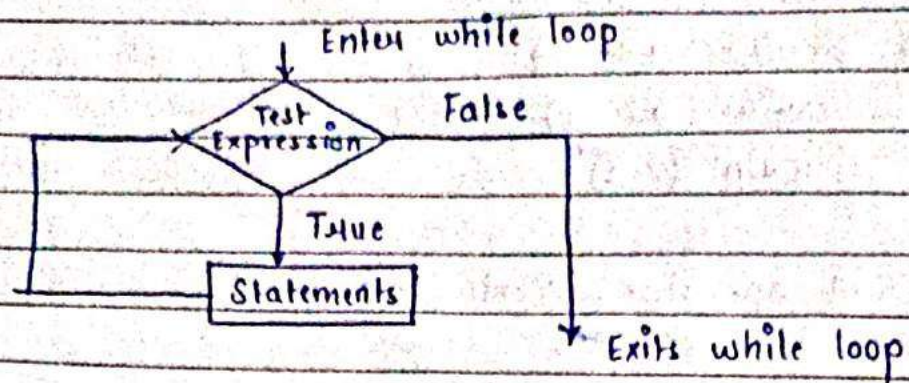 Enter while loop
Test
Expression
False
True
Statements
Exits while loop